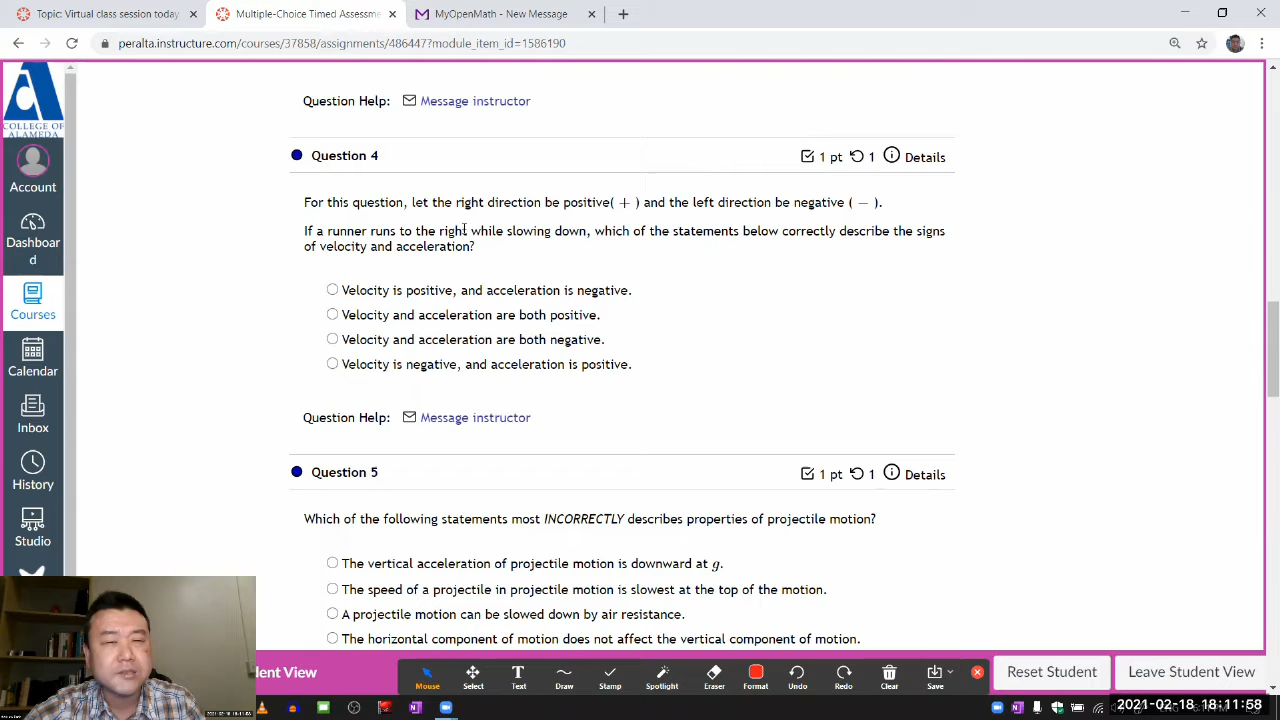 Topic: Virtual class session today
Multiple-Choice Timed Assessme
MyOpenMath - New Message
peralta.instructure.com/courses/37858/assignments/486447?module_item_id=1586190
COLLEGE OF
ALAMEDA
Account
Dashboar
d
Courses
Calendar
Inbox
History
Studio
Question Help: Message instructor
Question 4
1 pt 1 Details
For this question, let the right direction be positive( + ) and the left direction be negative ( − ).
If a runner runs to the right while slowing down, which of the statements below correctly describe the signs
of velocity and acceleration?
Velocity is positive, and acceleration is negative.
Velocity and acceleration are both positive.
Velocity and acceleration are both negative.
Velocity is negative, and acceleration is positive.
Question Help: Message instructor
Question 5
1 pt 1 Details
Which of the following statements most INCORRECTLY describes properties of projectile motion?
The vertical acceleration of projectile motion is downward at g.
The speed of a projectile in projectile motion is slowest at the top of the motion.
A projectile motion can be slowed down by air resistance.
The horizontal component of motion does not affect the vertical component of motion.
dent View
Mouse
Select
Text
Draw
Stamp
Spotlight
Eraser
Format
Undo
Redo
Clear
Save
Reset Student
Leave Student View
2021-02-18 18:11:58
2021-02-18 18:11:58